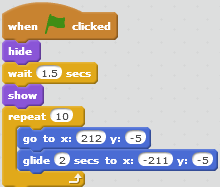 when clicked
hide
wait 1.5 secs
show
repeat 10
go to x: 212 y: -5
glide 2 secs to x: -211 y: -5